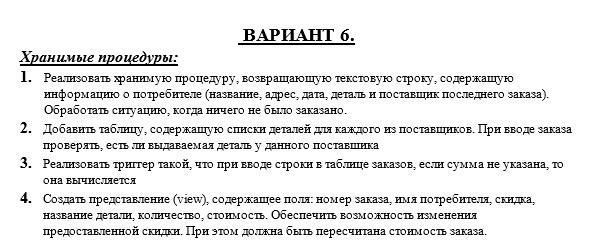 ВАРИАНТ 6.
Хранимые процедуры:
1. Реализовать хранимую процедуру, возвращающую текстовую строку, содержащую
информацию о потребителе (название, адрес, дата, деталь и поставщик последнего заказа).
Обработать ситуацию, когда ничего не было заказано.
2. Добавить таблицу, содержащую списки деталей для каждого из поставщиков. При вводе заказа
проверять, есть ли выдаваемая деталь у данного поставшика
3. Реализовать триггер такой, что при вводе строки в таблице заказов, если сумма не указана, то
она вычисляется
4. Создать представление (view), содержащее поля: номер заказа, имя потребителя, скидка,
название детали, количество, стоимость. Обеспечить возможность изменения
предоставленной скидки. При этом должна быть пересчитана стоимость заказа.